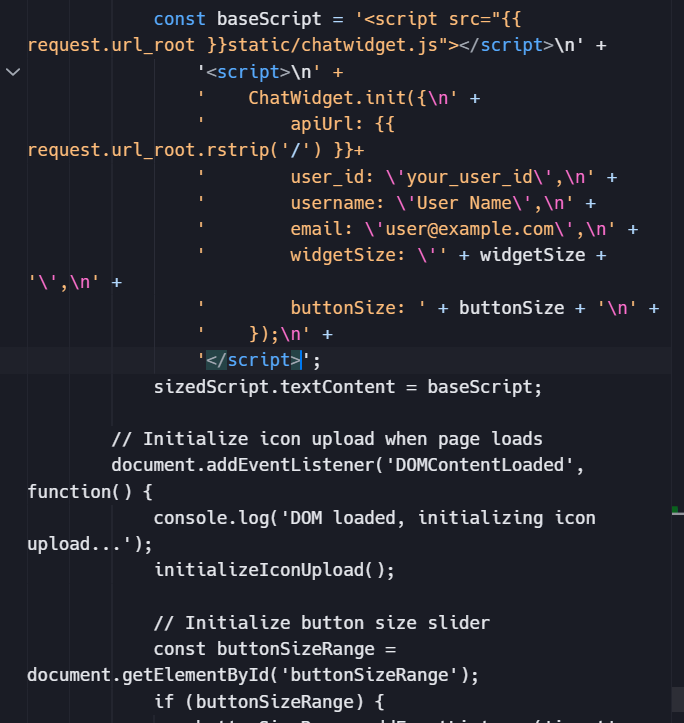 const baseScript = '<script src="{{
request.url_root }}static/chatwidget.js"></script>\n' +
'<script>\n' +
'    ChatWidget.init({\n' +
'        apiUrl: {{
request.url_root.rstrip('/') }}+
'        user_id: \'your_user_id\',\n' +
'        username: \'User Name\',\n' +
'        email: \'user@example.com\',\n' +
'        widgetSize: \'' + widgetSize +
'\',\n' +
'        buttonSize: ' + buttonSize + '\n' +
'    });\n' +
'</script>';
sizedScript.textContent = baseScript;
// Initialize icon upload when page loads
document.addEventListener('DOMContentLoaded',
function() {
console.log('DOM loaded, initializing icon
upload...');
initializeIconUpload();
// Initialize button size slider
const buttonSizeRange =
document.getElementById('buttonSizeRange');
if (buttonSizeRange) {